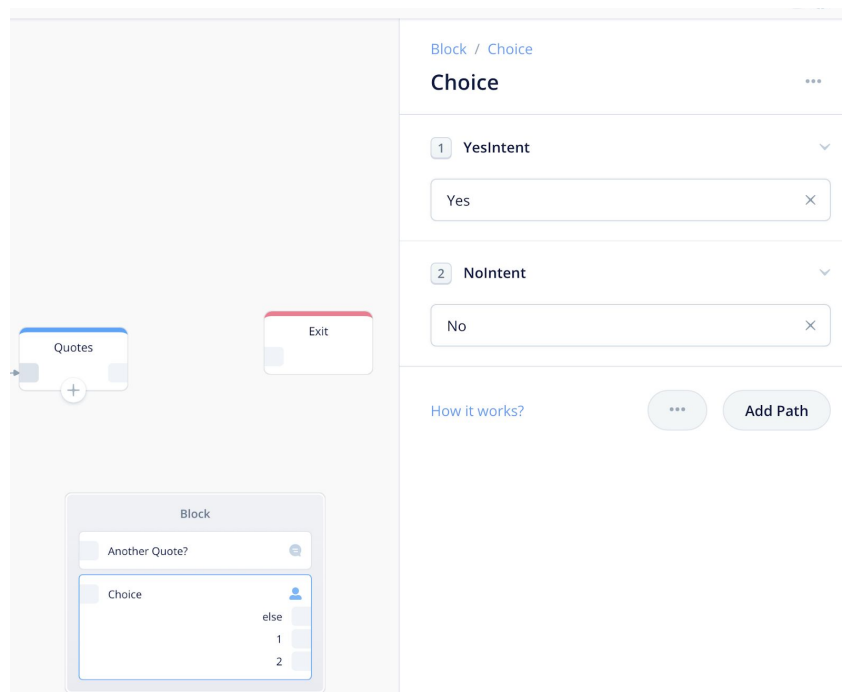 Block / Choice
Choice
1 YesIntent
Yes
2 NoIntent
No
How it works?
Add Path
Quotes
Exit
Block
Another Quote?
Choice
else
1
2